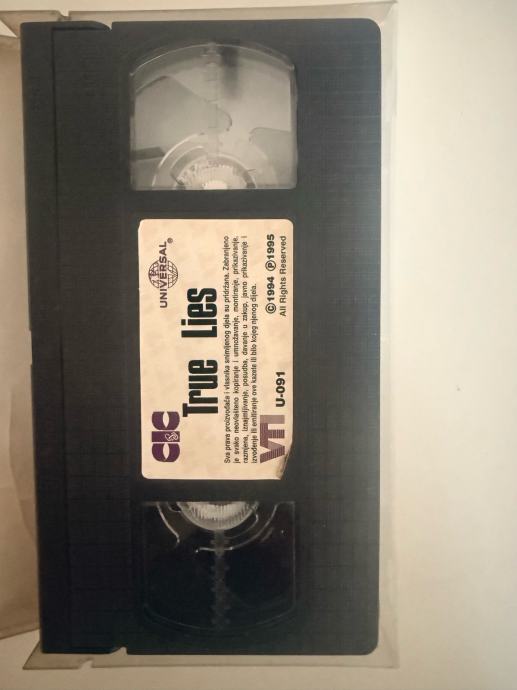 CIC
UNIVERSAL®
True Lies
Sva prava proizvođača i vlasnika snimljenog djela su pridržana. Zabranjeno
je svako neovlašteno kopiranje i umnožavanje, montiranje, prikazivanje,
razmjena, iznajmljivanje, posudba, davanje u zakup, javno prikazivanje i
izvođenje ili emitiranje ove kazete ili bilo kojeg njenog dijela.
VTI
U-091
©1994 ℗1995
All Rights Reserved